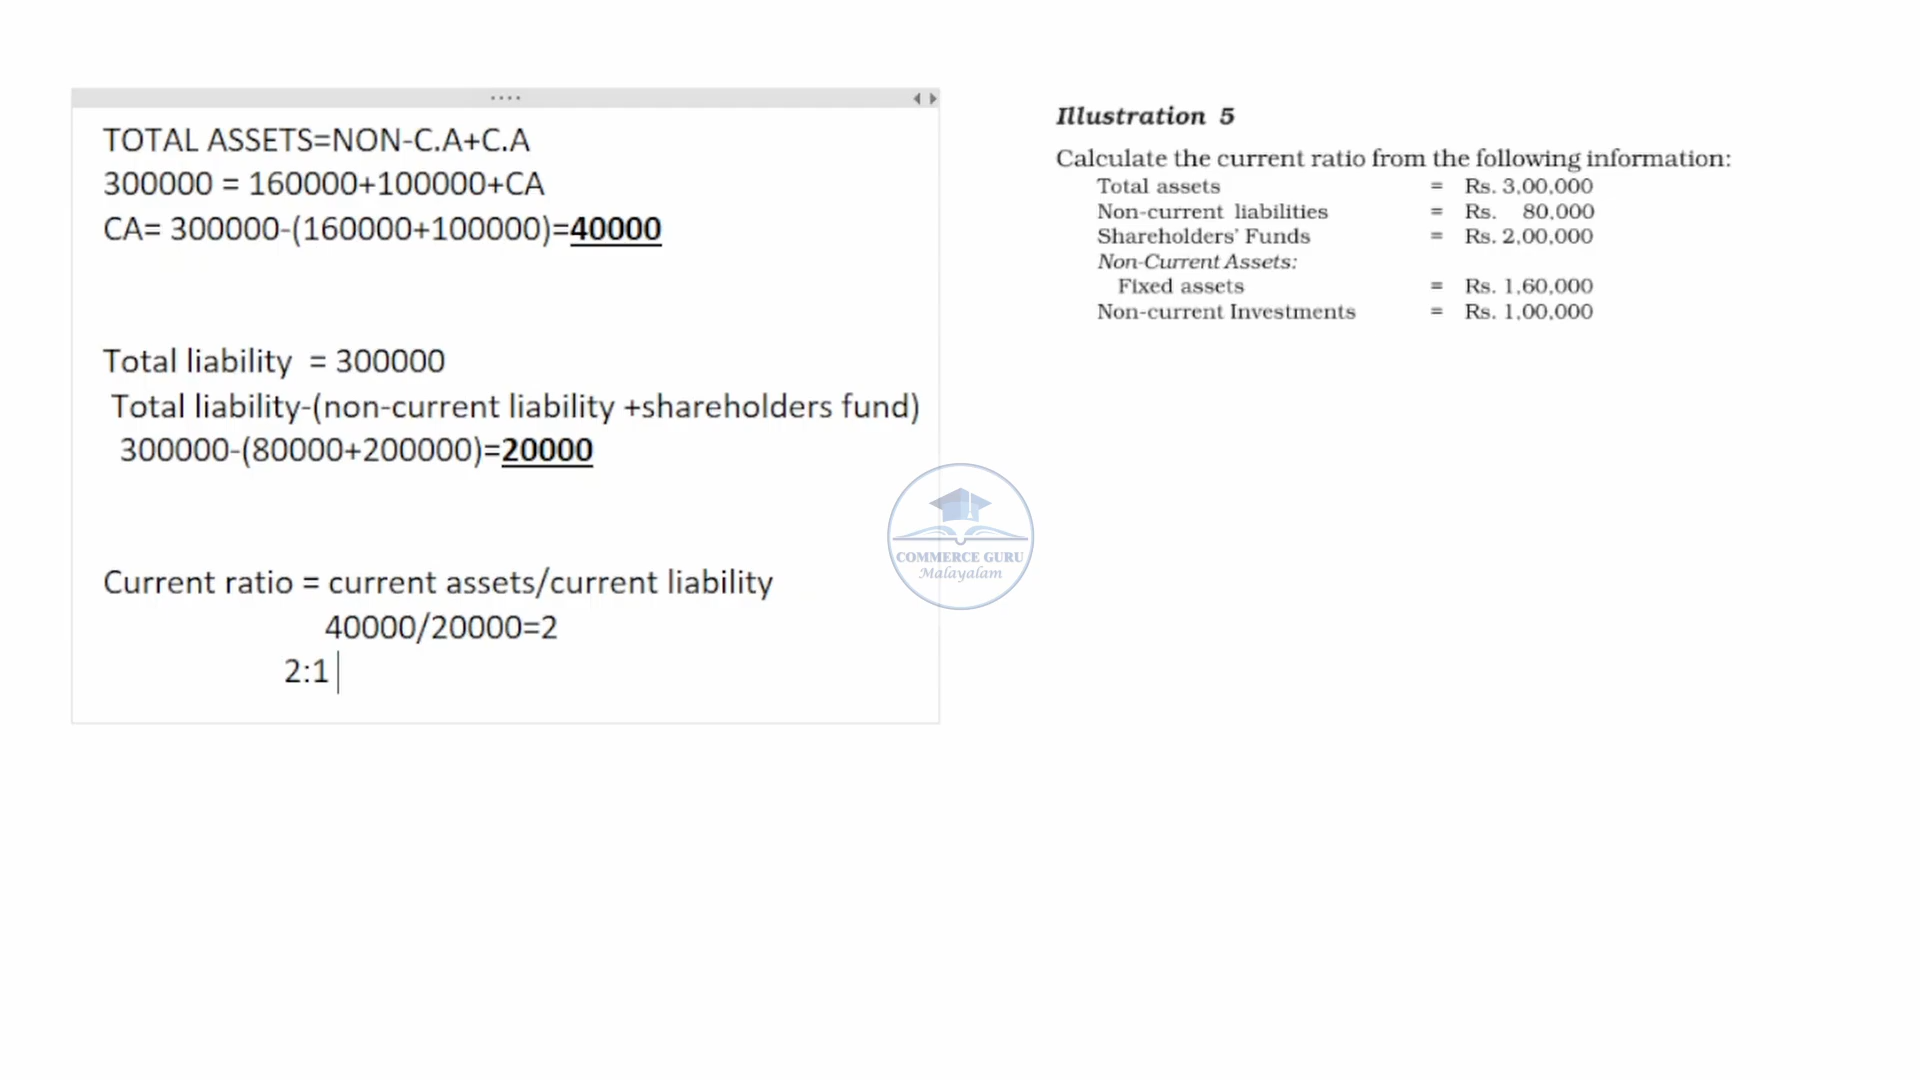 TOTAL ASSETS=NON-C.A+C.A
300000 = 160000+100000+CA
CA= 300000-(160000+100000)=40000
Total liability = 300000
Total liability-(non-current liability +shareholders fund)
300000-(80000+200000)=20000
Current ratio = current assets/current liability
40000/20000=2
2:1
Illustration 5
Calculate the current ratio from the following information:
Total assets = Rs. 3,00,000
Non-current liabilities = Rs. 80,000
Shareholders' Funds = Rs. 2,00,000
Non-Current Assets:
Fixed assets = Rs. 1,60,000
Non-current Investments = Rs. 1,00,000
COMMERCE GURU
Malayalam